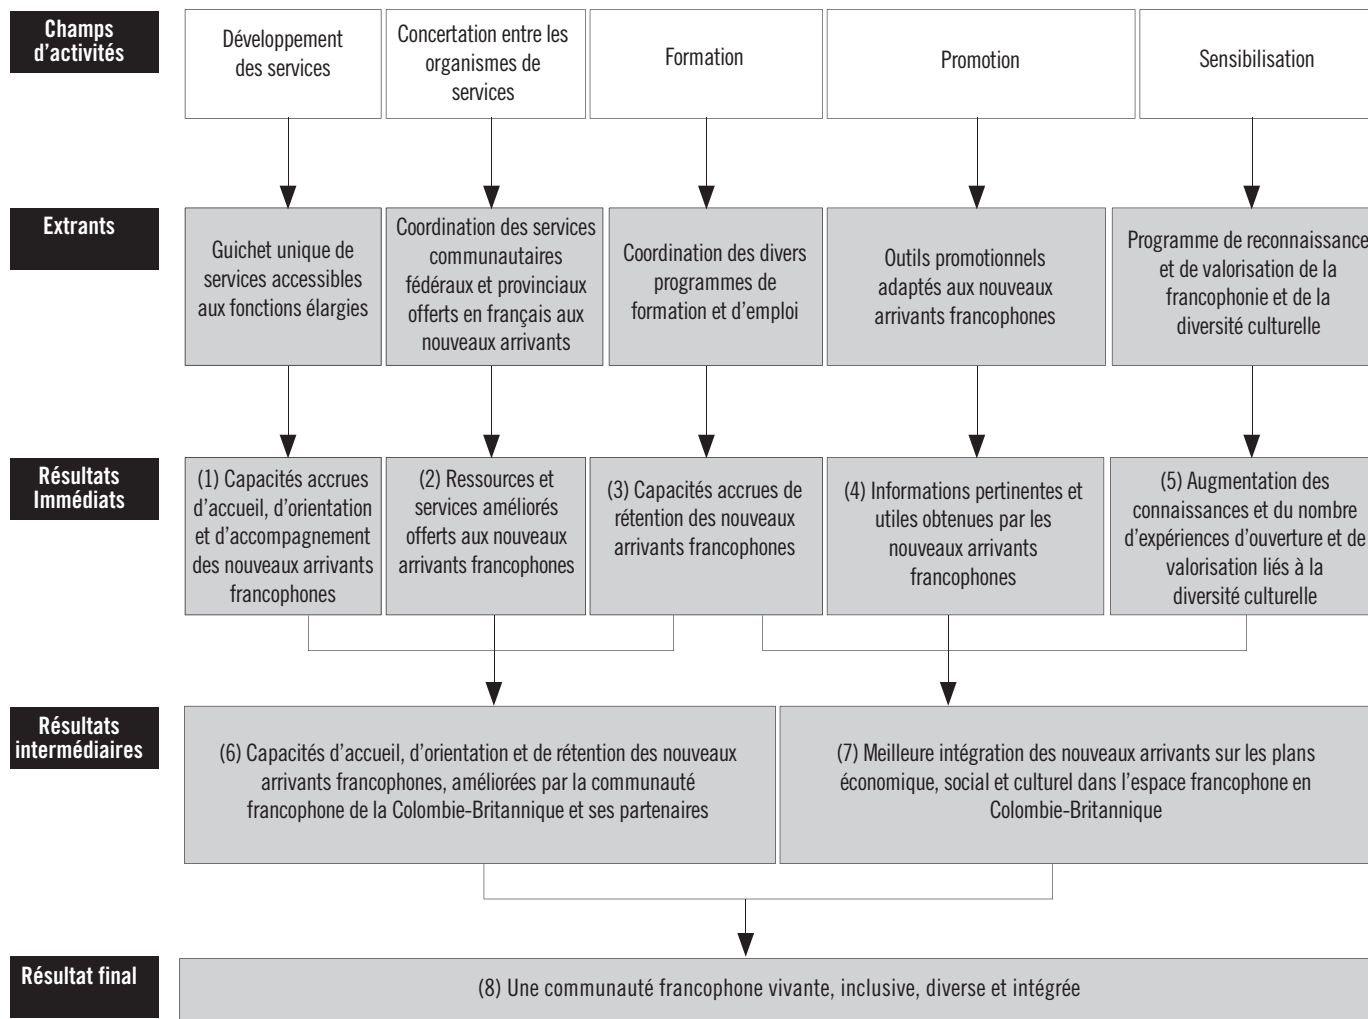 Champs
d'activités
Développement
des services
Concertation entre les
organismes de
services
Formation
Promotion
Sensibilisation
Extrants
Guichet unique de
services accessibles
aux fonctions élargies
Coordination des services
communautaires
fédéraux et provinciaux
offerts en français aux
nouveaux arrivants
Coordination des divers
programmes de
formation et d'emploi
Outils promotionnels
adaptés aux nouveaux
arrivants francophones
Programme de reconnaissance
et de valorisation de la
francophonie et de la
diversité culturelle
Résultats
Immédiats
(1) Capacités accrues
d'accueil, d'orientation
et d'accompagnement
des nouveaux arrivants
francophones
(2) Ressources et
services améliorés
offerts aux nouveaux
arrivants francophones
(3) Capacités accrues de
rétention des nouveaux
arrivants francophones
(4) Informations pertinentes et
utiles obtenues par les
nouveaux arrivants
francophones
(5) Augmentation des
connaissances et du nombre
d'expériences d'ouverture et de
valorisation liés à la
diversité culturelle
Résultats
intermédiaires
(6) Capacités d'accueil, d'orientation et de rétention des nouveaux
arrivants francophones, améliorées par la communauté
francophone de la Colombie-Britannique et ses partenaires
(7) Meilleure intégration des nouveaux arrivants sur les plans
économique, social et culturel dans l'espace francophone en
Colombie-Britannique
Résultat final
(8) Une communauté francophone vivante, inclusive, diverse et intégrée